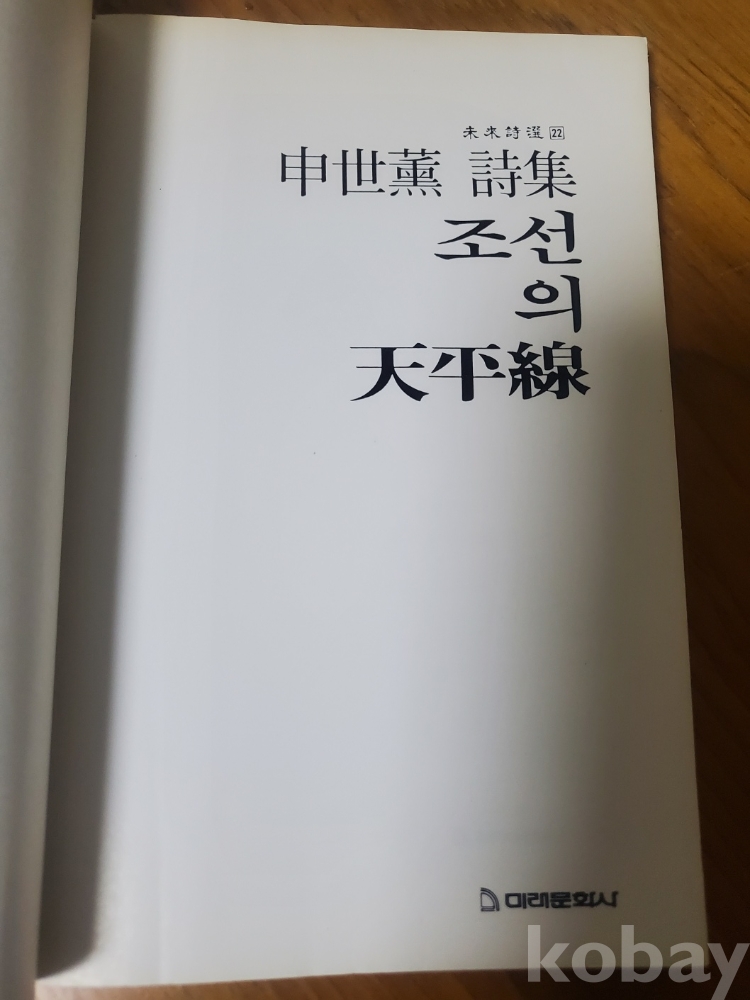 未來詩選 22
申世薰 詩集
조선
의
天平線
미래문화사
kobay